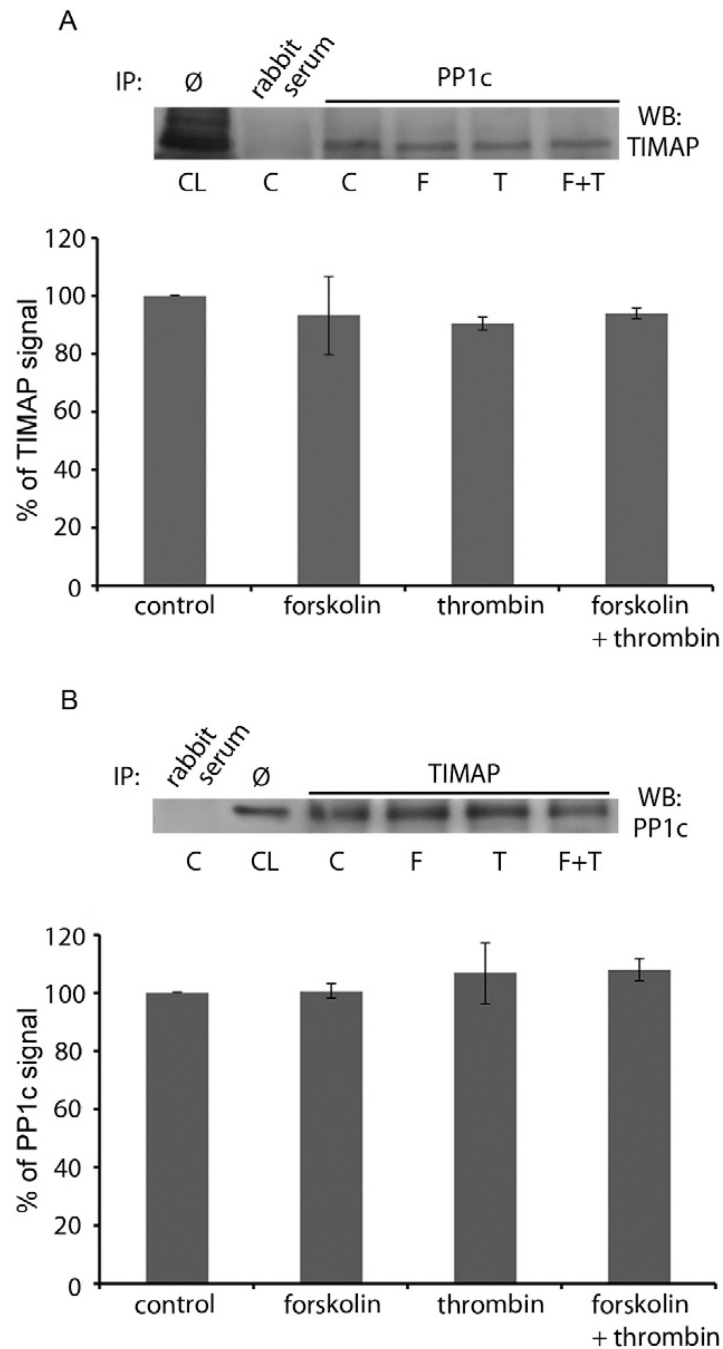 A
IP: Ø rabbit serum PP1c
WB: TIMAP
CL C C F T F+T
120
100
80
60
40
20
0
% of TIMAP signal
control forskolin thrombin forskolin + thrombin
B
IP: rabbit serum Ø TIMAP
WB: PP1c
C CL C F T F+T
120
100
80
60
40
20
0
% of PP1c signal
control forskolin thrombin forskolin + thrombin